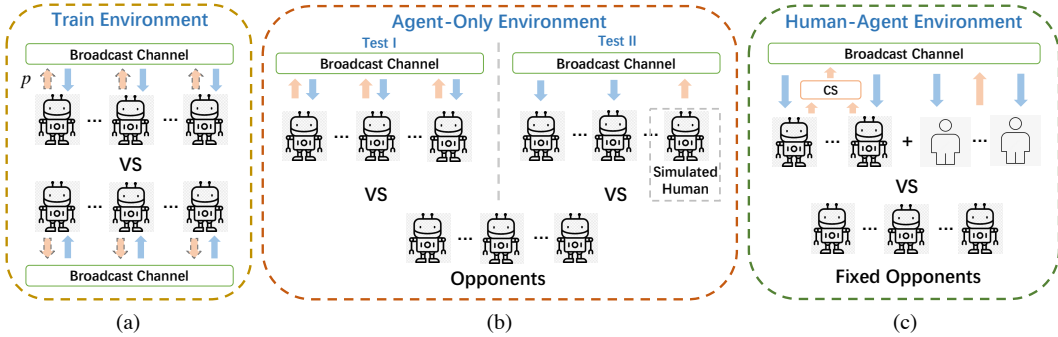 Train Environment
Broadcast Channel
p
... ...
VS
... ...
Broadcast Channel
(a)
Agent-Only Environment
Test I
Broadcast Channel
... ...
VS
Test II
Broadcast Channel
... ...
Simulated
Human
VS
... ...
Opponents
(b)
Human-Agent Environment
Broadcast Channel
CS
... + ...
VS
... ...
Fixed Opponents
(c)